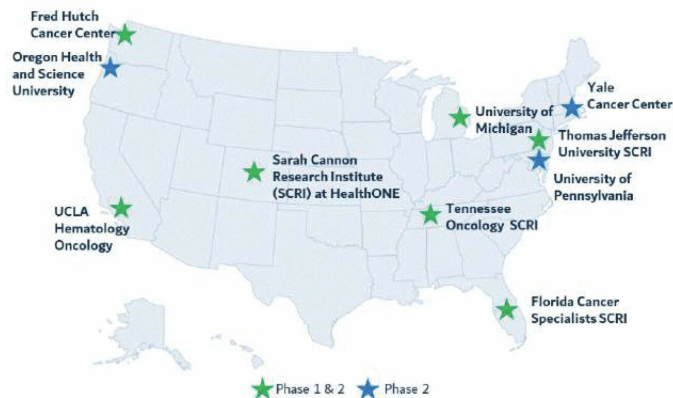 Fred Hutch
Cancer Center
Oregon Health
and Science
University
Yale
Cancer Center
University of
Michigan
Thomas Jefferson
University SCRI
Sarah Cannon
Research Institute
(SCRI) at HealthONE
University of
Pennsylvania
UCLA
Hematology
Oncology
Tennessee
Oncology SCRI
Florida Cancer
Specialists SCRI
Phase 1 & 2
Phase 2